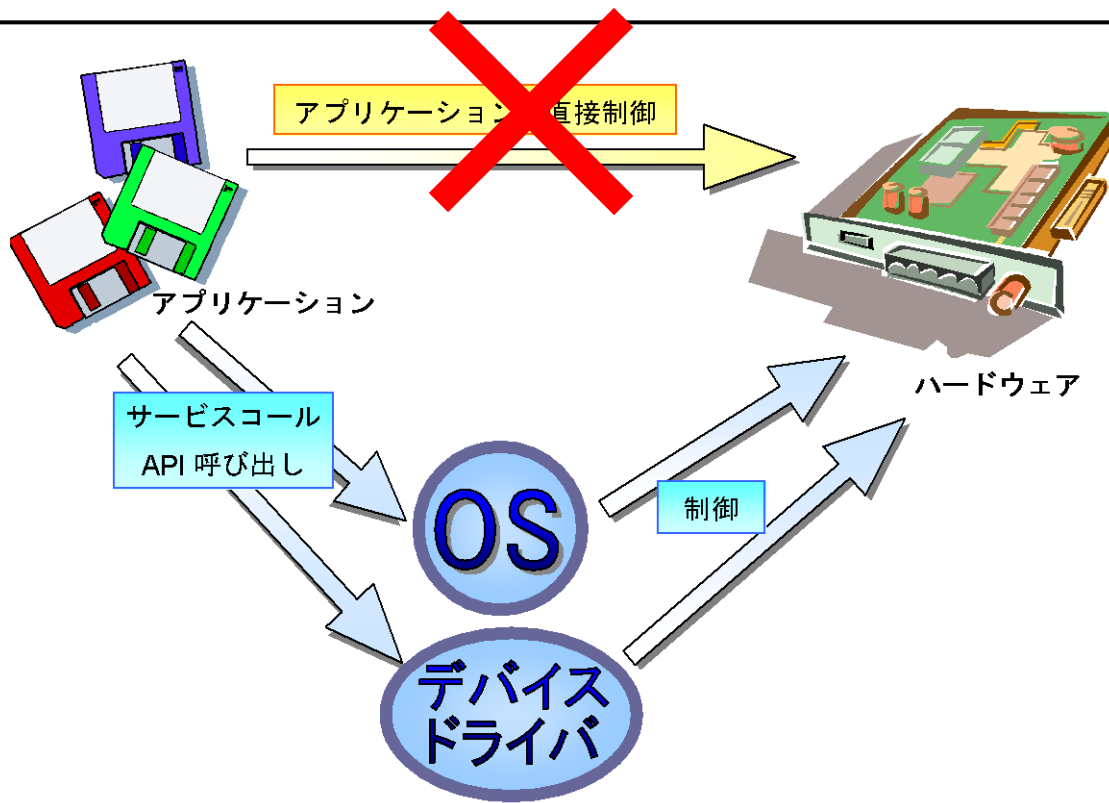 アプリケーション 直接制御
アプリケーション
ハードウェア
サービスコール
API 呼び出し
OS
制御
デバイス
ドライバ